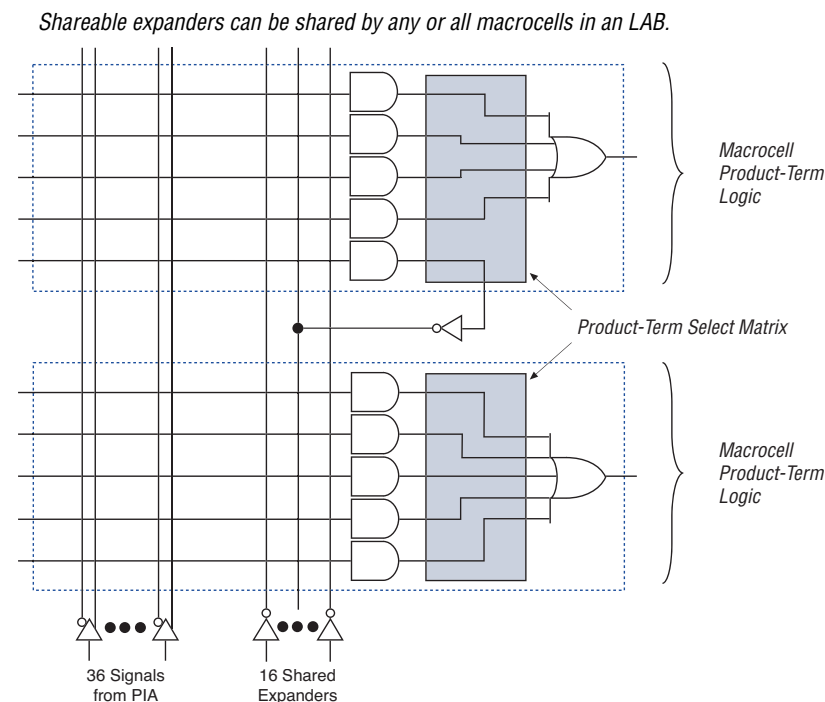 Shareable expanders can be shared by any or all macrocells in an LAB.
Macrocell
Product-Term
Logic
Product-Term Select Matrix
Macrocell
Product-Term
Logic
36 Signals
from PIA
16 Shared
Expanders